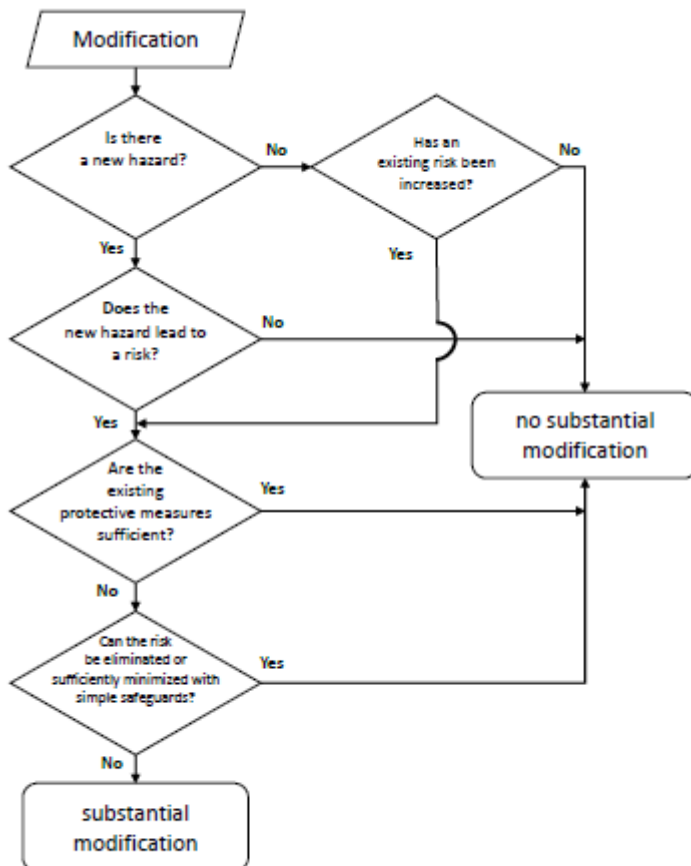 Modification
Is there
a new hazard?
No
Has an
existing risk been
increased?
No
Yes
Yes
Does the
new hazard lead to
a risk?
No
Yes
no substantial
modification
Are the
existing
protective measures
sufficient?
Yes
No
Can the risk
be eliminated or
sufficiently minimized with
simple safeguards?
Yes
No
substantial
modification